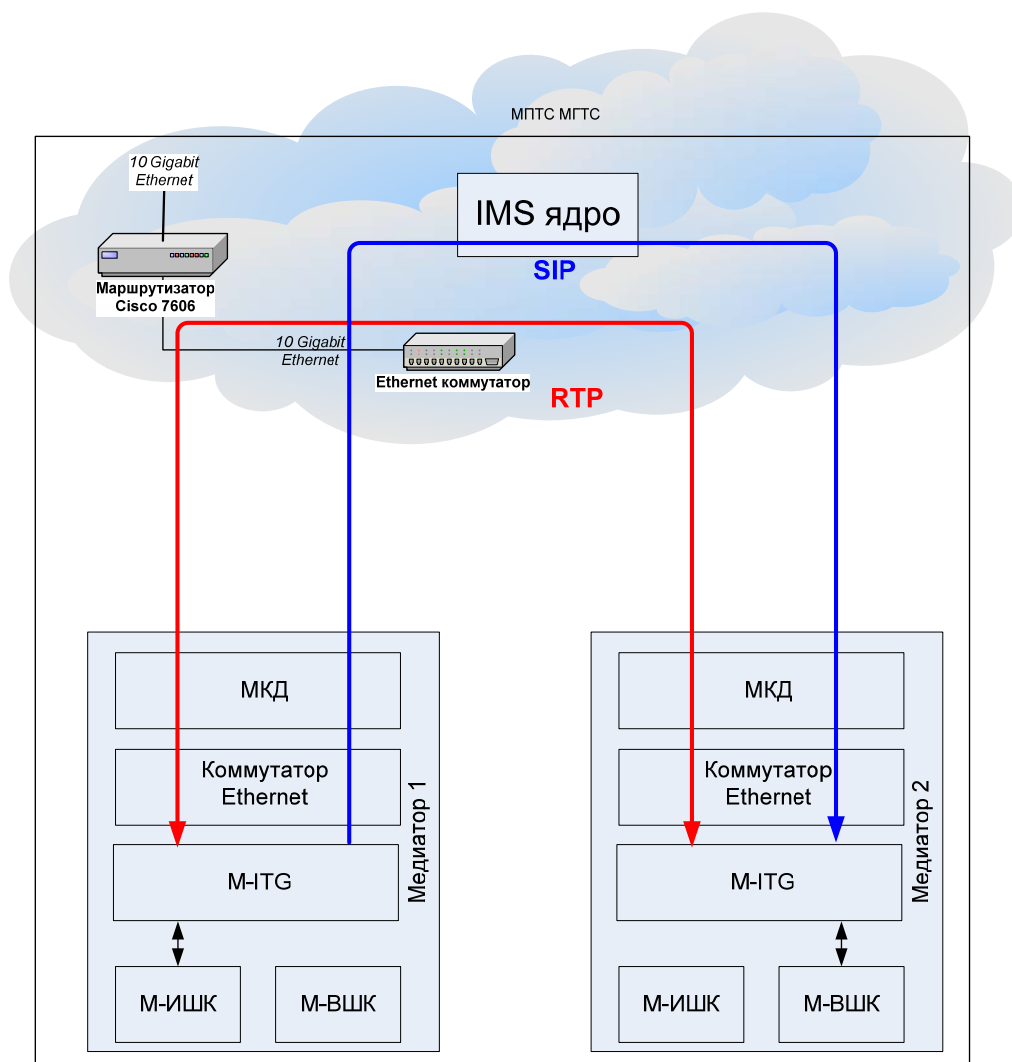 МПТС МГТС
10 Gigabit
Ethernet
IMS ядро
SIP
Маршрутизатор
Cisco 7606
10 Gigabit
Ethernet
Ethernet коммутатор
RTP
МКД
Коммутатор
Ethernet
M-ITG
М-ИШК
М-ВШК
Медиатор 1
МКД
Коммутатор
Ethernet
M-ITG
М-ИШК
М-ВШК
Медиатор 2